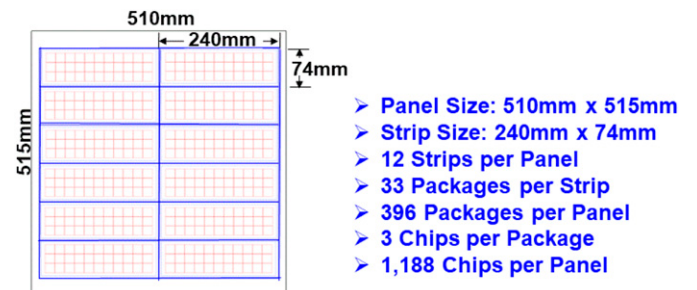 510mm
240mm
74mm
515mm
➢ Panel Size: 510mm x 515mm
➢ Strip Size: 240mm x 74mm
➢ 12 Strips per Panel
➢ 33 Packages per Strip
➢ 396 Packages per Panel
➢ 3 Chips per Package
➢ 1,188 Chips per Panel